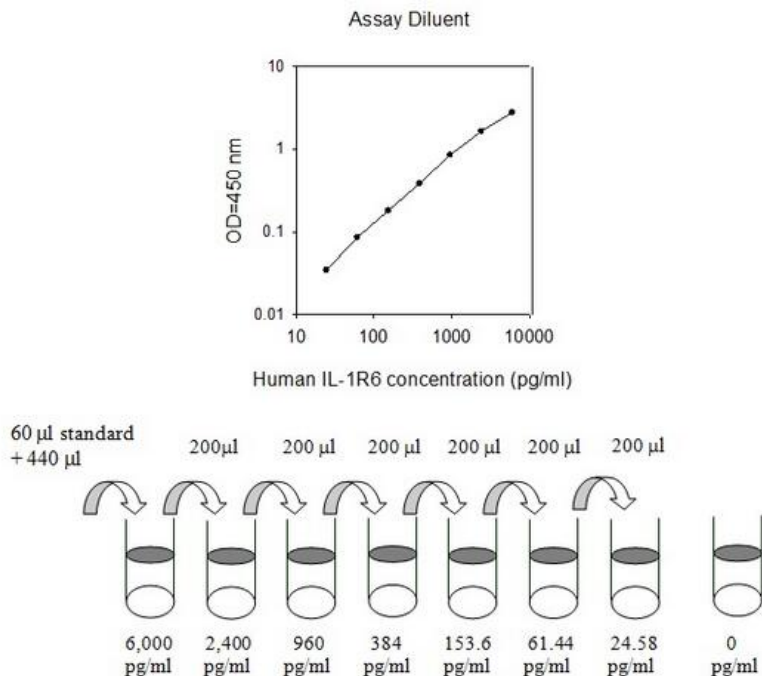 Assay Diluent
10
1
0.1
0.01
OD=450 nm
10 100 1000 10000
Human IL-1R6 concentration (pg/ml)
60 µl standard
+ 440 µl
200µl 200 µl 200 µl 200 µl 200 µl 200 µl
6,000 2,400 960 384 153.6 61.44 24.58 0
pg/ml pg/ml pg/ml pg/ml pg/ml pg/ml pg/ml pg/ml